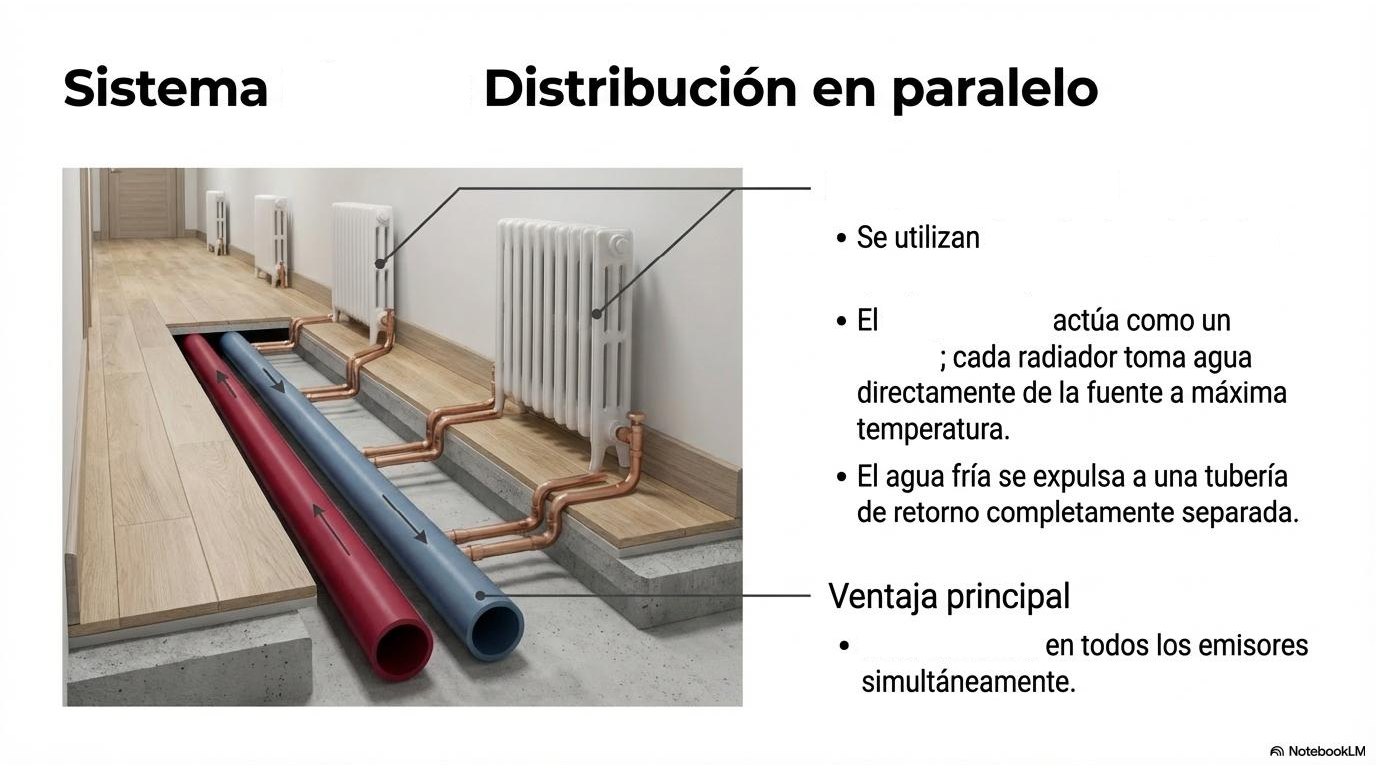 Sistema Distribución en paralelo
• Se utilizan
• El actúa como un
; cada radiador toma agua
directamente de la fuente a máxima
temperatura.
• El agua fría se expulsa a una tubería
de retorno completamente separada.
Ventaja principal
• en todos los emisores
simultáneamente.
NotebookLM